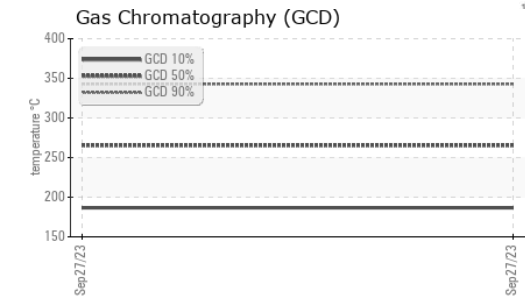 Gas Chromatography (GCD)
400
350
300
250
200
150
temperature °C
GCD 10%
GCD 50%
GCD 90%
Sep27/23
Sep27/23